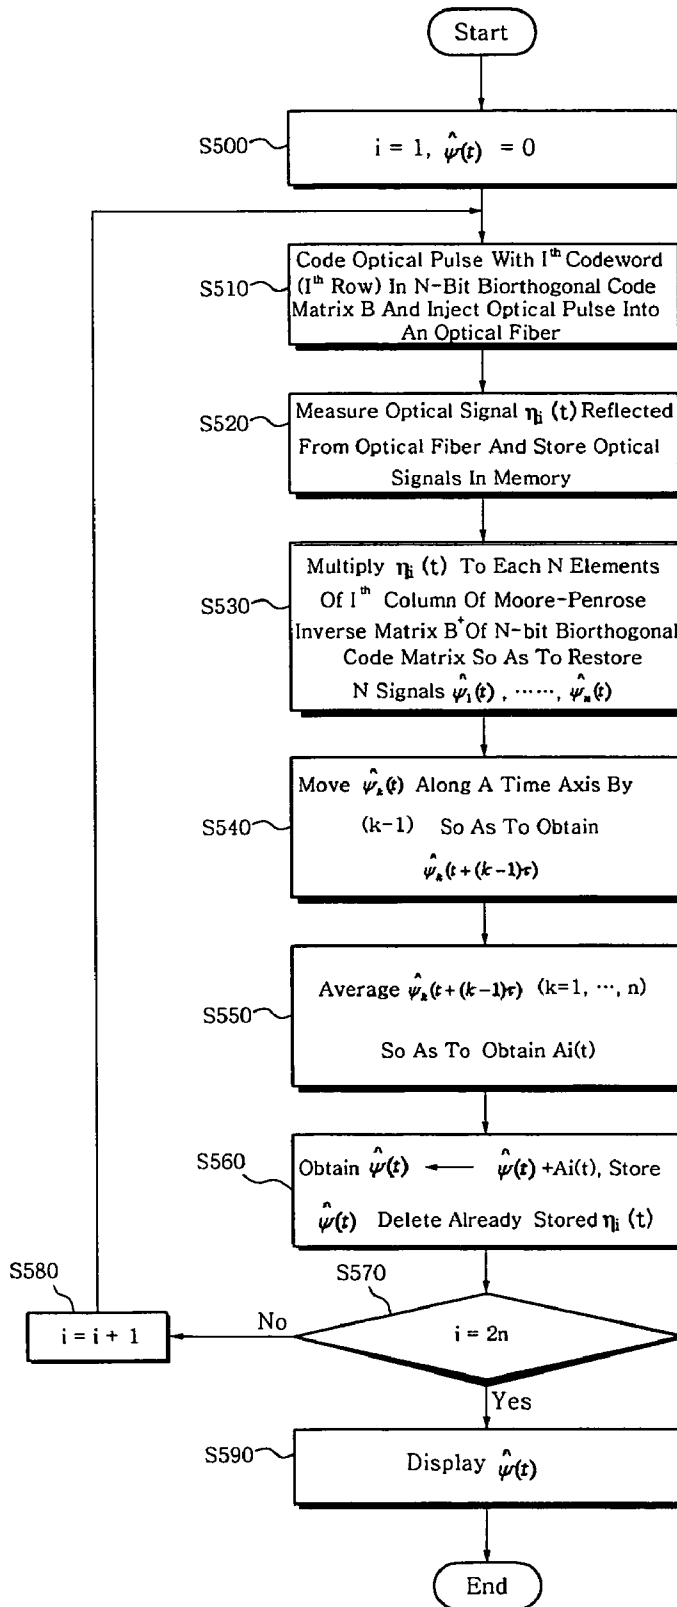 Start
S500
i = 1, ψ̂(t) = 0
S510
Code Optical Pulse With Iᵗʰ Codeword
(Iᵗʰ Row) In N-Bit Biorthogonal Code
Matrix B And Inject Optical Pulse Into
An Optical Fiber
S520
Measure Optical Signal ηᵢ (t) Reflected
From Optical Fiber And Store Optical
Signals In Memory
S530
Multiply ηᵢ (t) To Each N Elements
Of Iᵗʰ Column Of Moore-Penrose
Inverse Matrix B⁺ Of N-bit Biorthogonal
Code Matrix So As To Restore
N Signals ψ̂₁(t) , ······, ψ̂ₙ(t)
S540
Move ψ̂ₖ(t) Along A Time Axis By
(k-1) So As To Obtain
ψ̂ₖ(t+(k-1)τ)
S550
Average ψ̂ₖ(t+(k-1)τ) (k=1, ···, n)
So As To Obtain Ai(t)
S560
Obtain ψ̂(t) ← ψ̂(t) +Ai(t), Store
ψ̂(t) Delete Already Stored ηᵢ (t)
S580
S570
i = i + 1
No
i = 2n
Yes
S590
Display ψ̂(t)
End